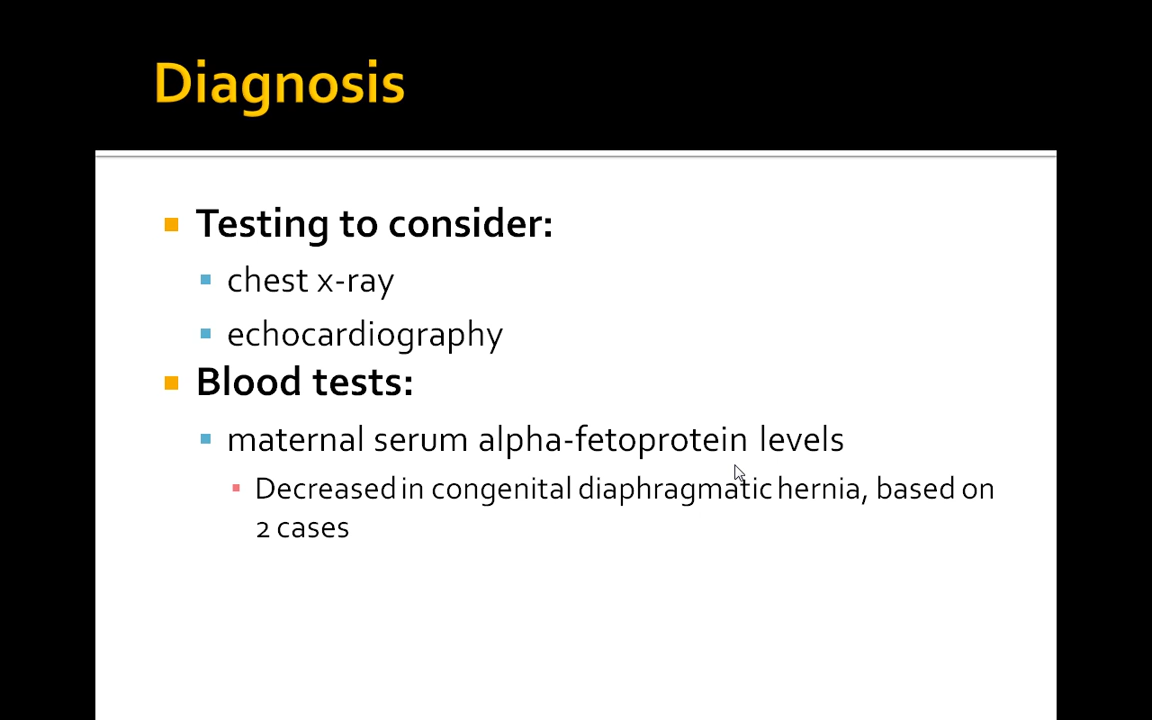 Diagnosis
Testing to consider:
chest x-ray
echocardiography
Blood tests:
maternal serum alpha-fetoprotein levels
Decreased in congenital diaphragmatic hernia, based on
2 cases